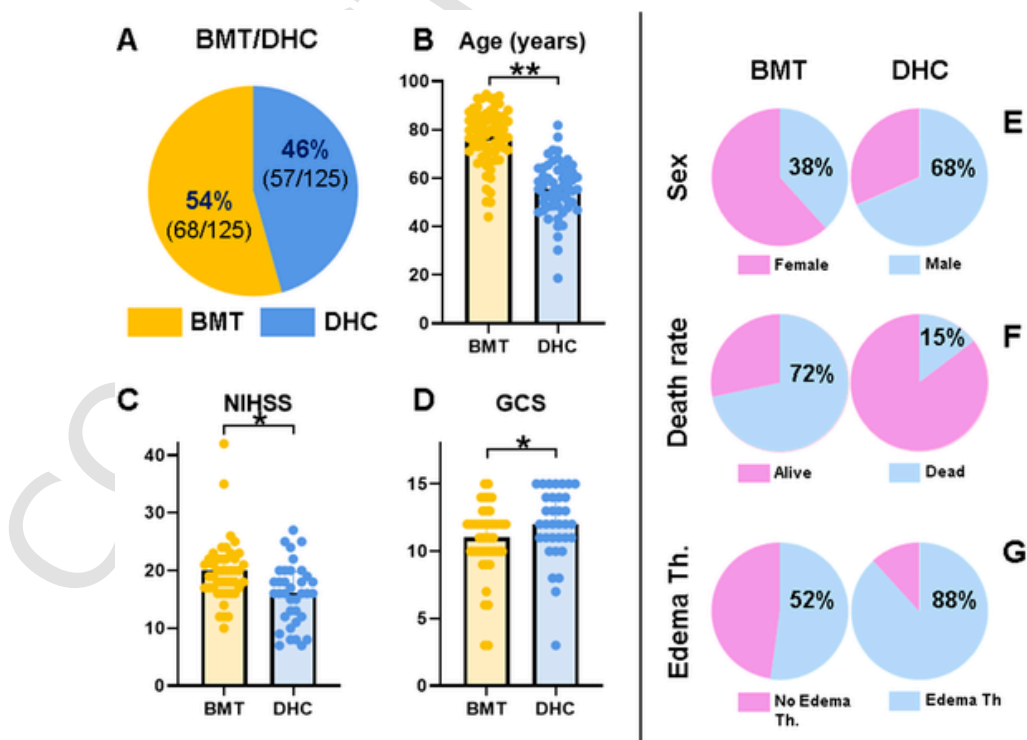 A BMT/DHC
46%
(57/125)
54%
(68/125)
BMT DHC
B Age (years)
**
100
80
60
40
20
0
BMT DHC
C NIHSS
*
40
30
20
10
0
BMT DHC
D GCS
*
15
10
5
0
BMT DHC
BMT DHC
E
Sex
38% 68%
Female Male
F
Death rate
72% 15%
Alive Dead
G
Edema Th.
52% 88%
No Edema Th.
Edema Th